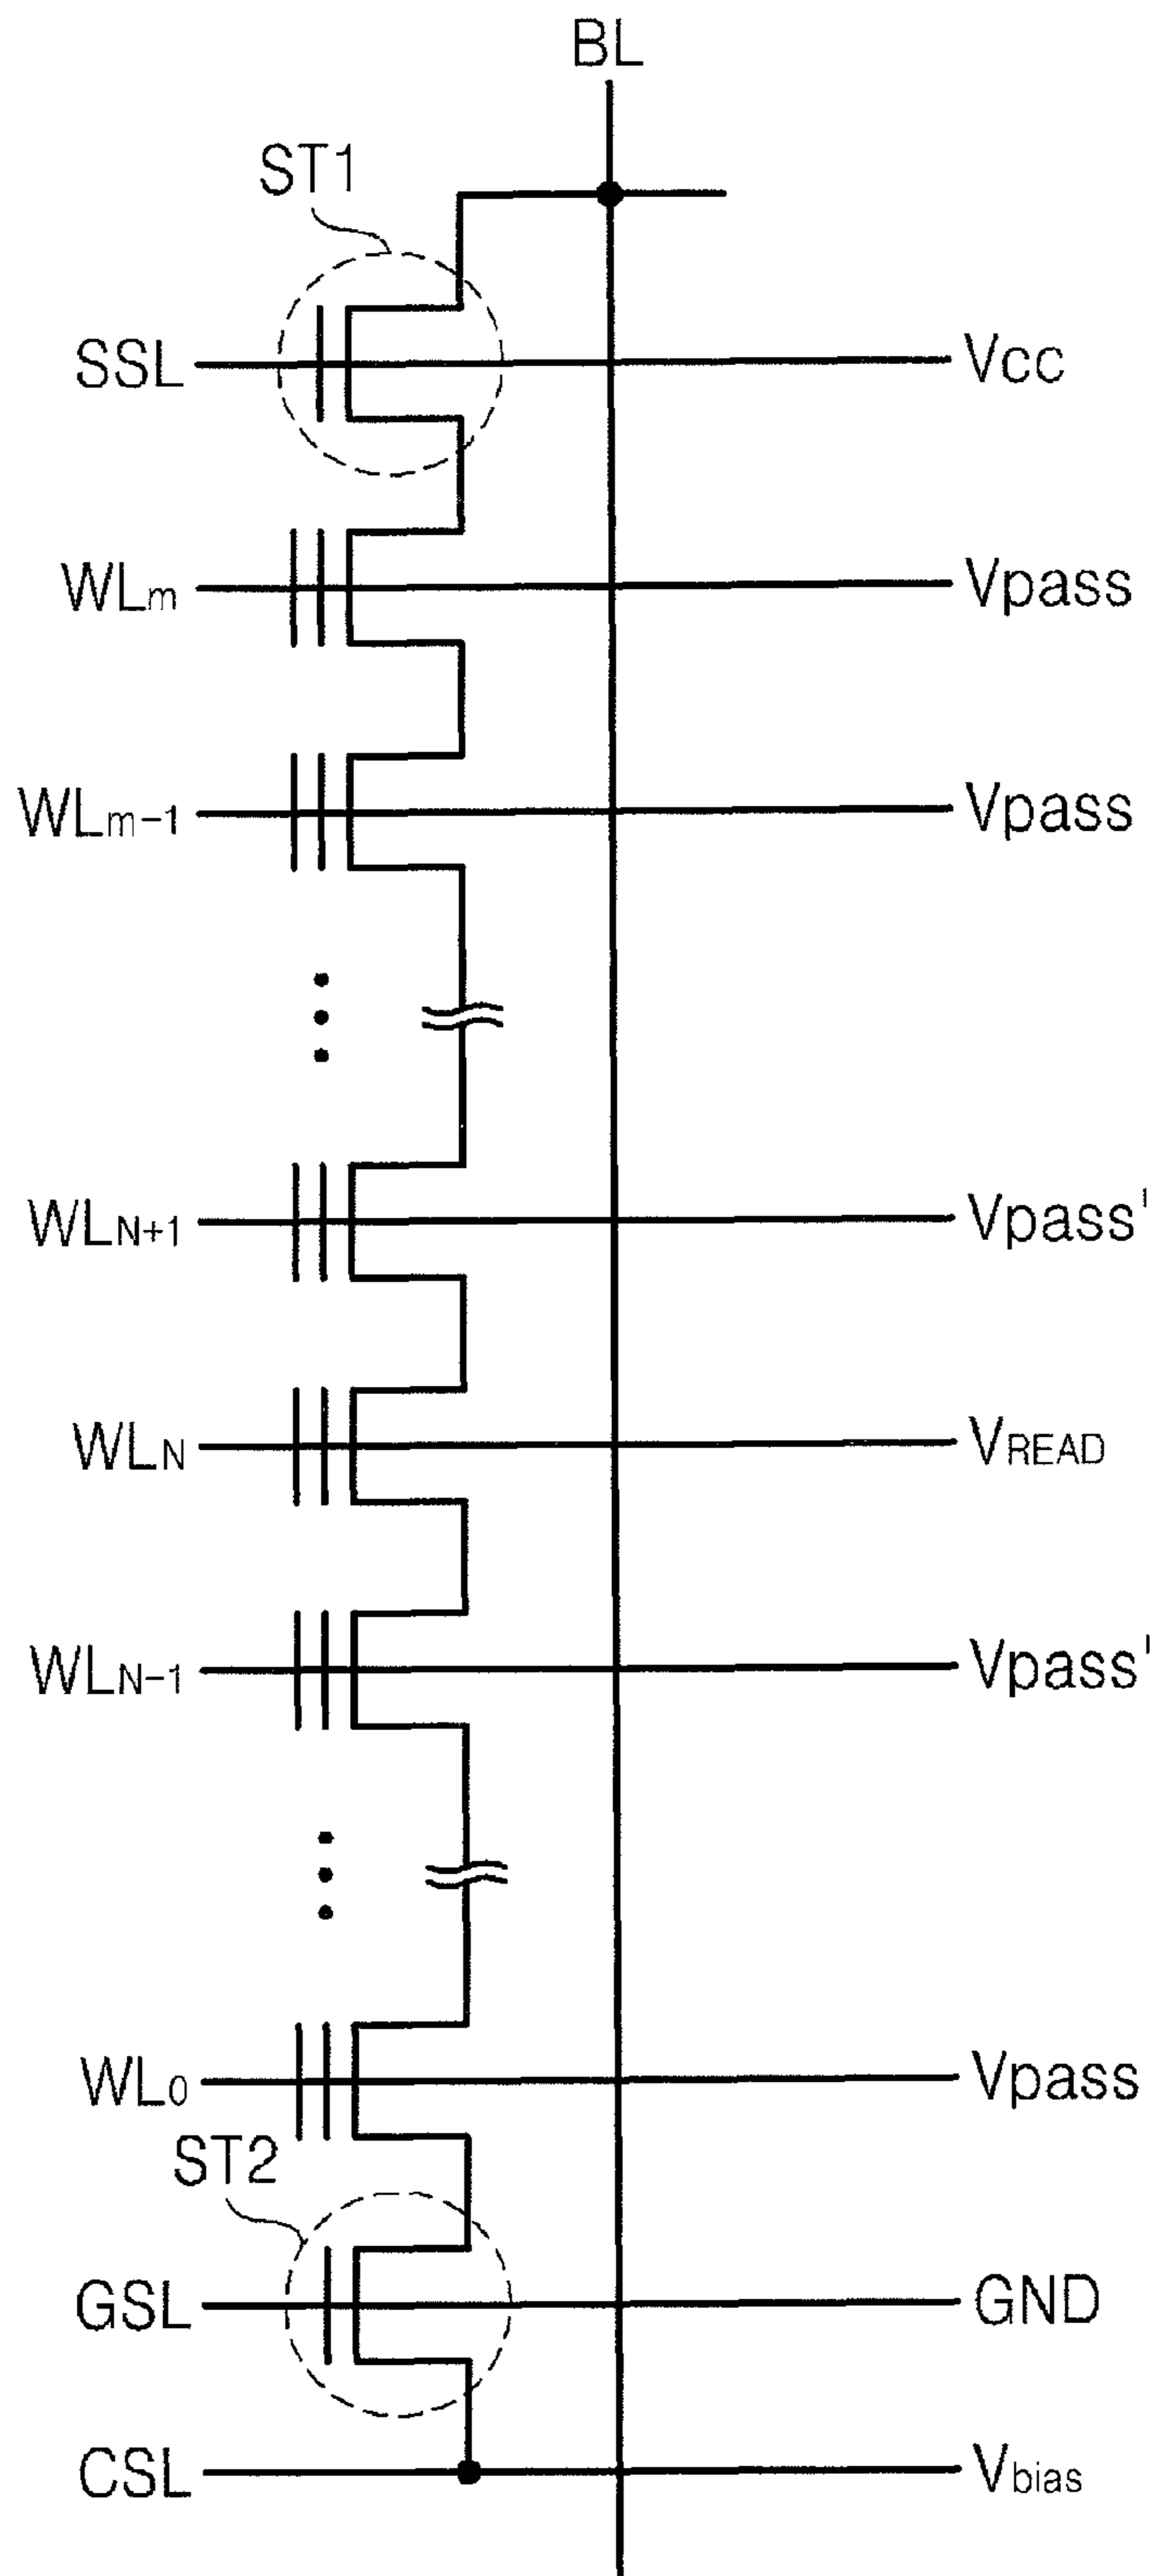 BL
ST1
SSL Vcc
WLm Vpass
WLm-1 Vpass
WLN+1 Vpass'
WLN VREAD
WLN-1 Vpass'
WL0 Vpass
ST2
GSL GND
CSL Vbias